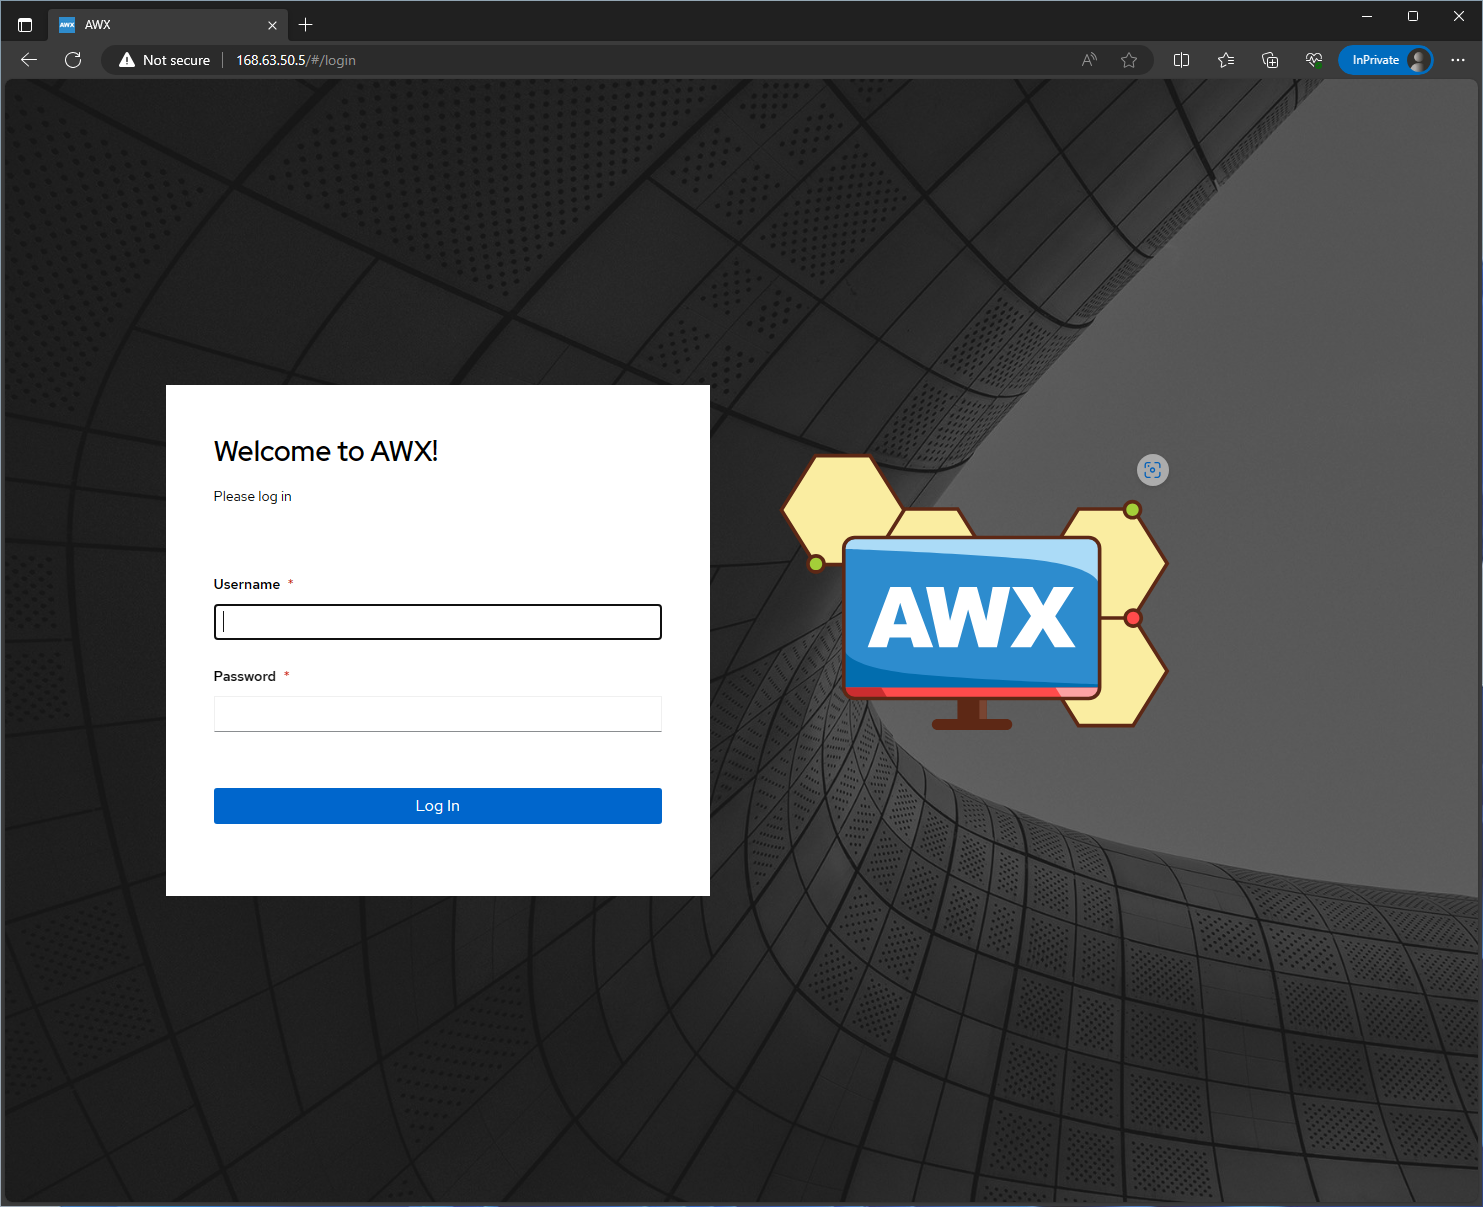 AWX
Not secure
168.63.50.5/#/login
InPrivate
Welcome to AWX!
Please log in
Username *
Password *
Log In
AWX